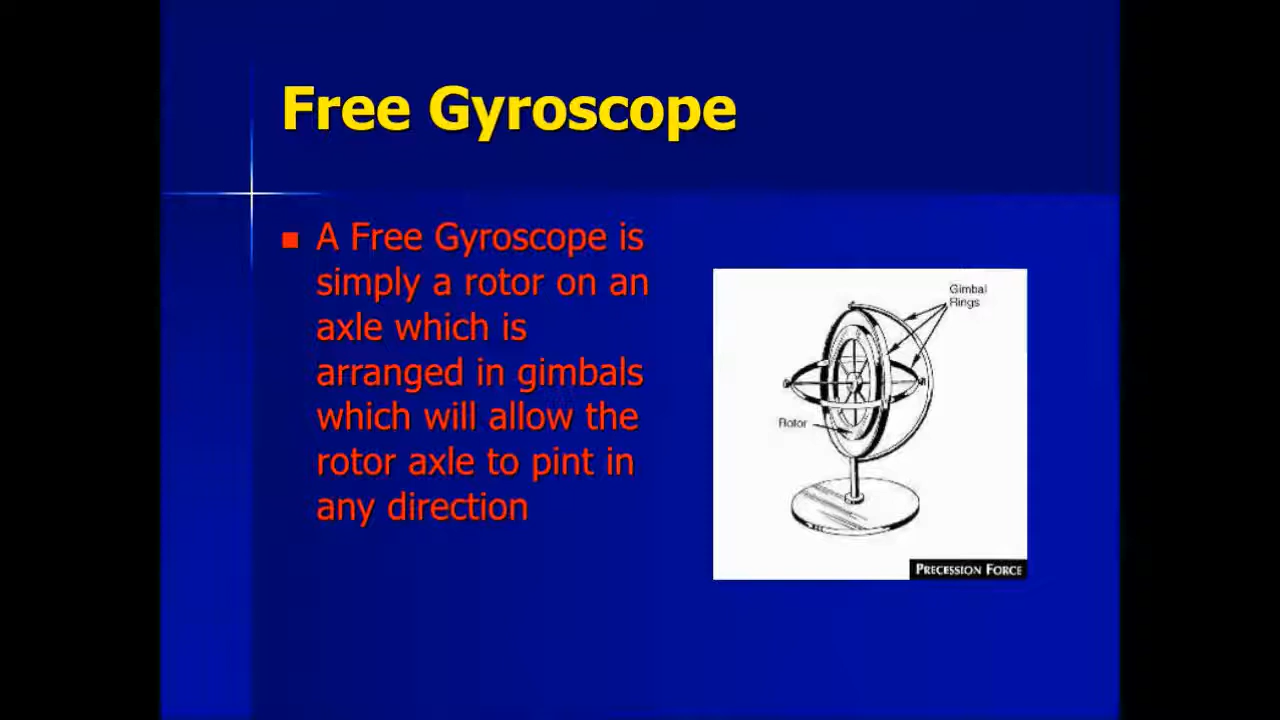 Free Gyroscope
A Free Gyroscope is
simply a rotor on an
axle which is
arranged in gimbals
which will allow the
rotor axle to pint in
any direction
Gimbal
Rings
Rotor
PRECESSION FORCE